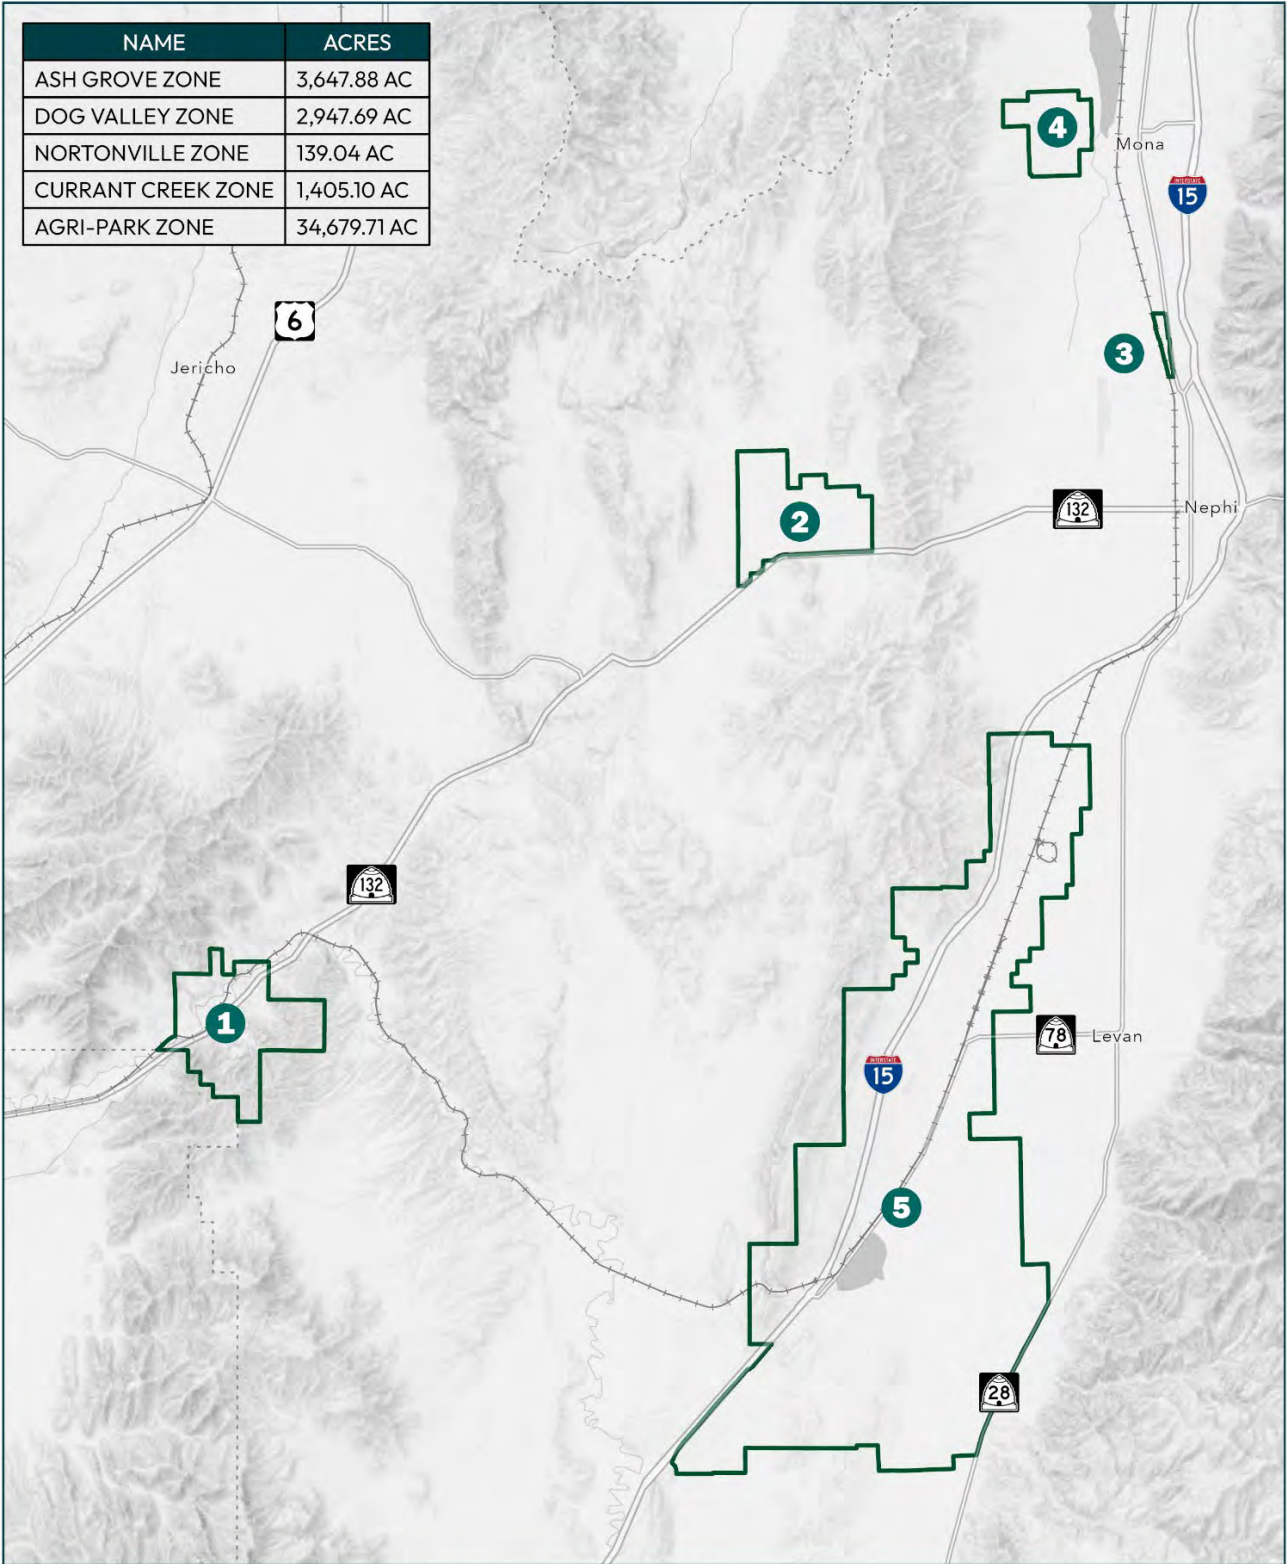 NAME ACRES
ASH GROVE ZONE 3,647.88 AC
DOG VALLEY ZONE 2,947.69 AC
NORTONVILLE ZONE 139.04 AC
CURRANT CREEK ZONE 1,405.10 AC
AGRI-PARK ZONE 34,679.71 AC
4
Mona
INTERSTATE
15
6
3
Jericho
2
132
Nephi
132
1
78
Levan
INTERSTATE
15
5
28